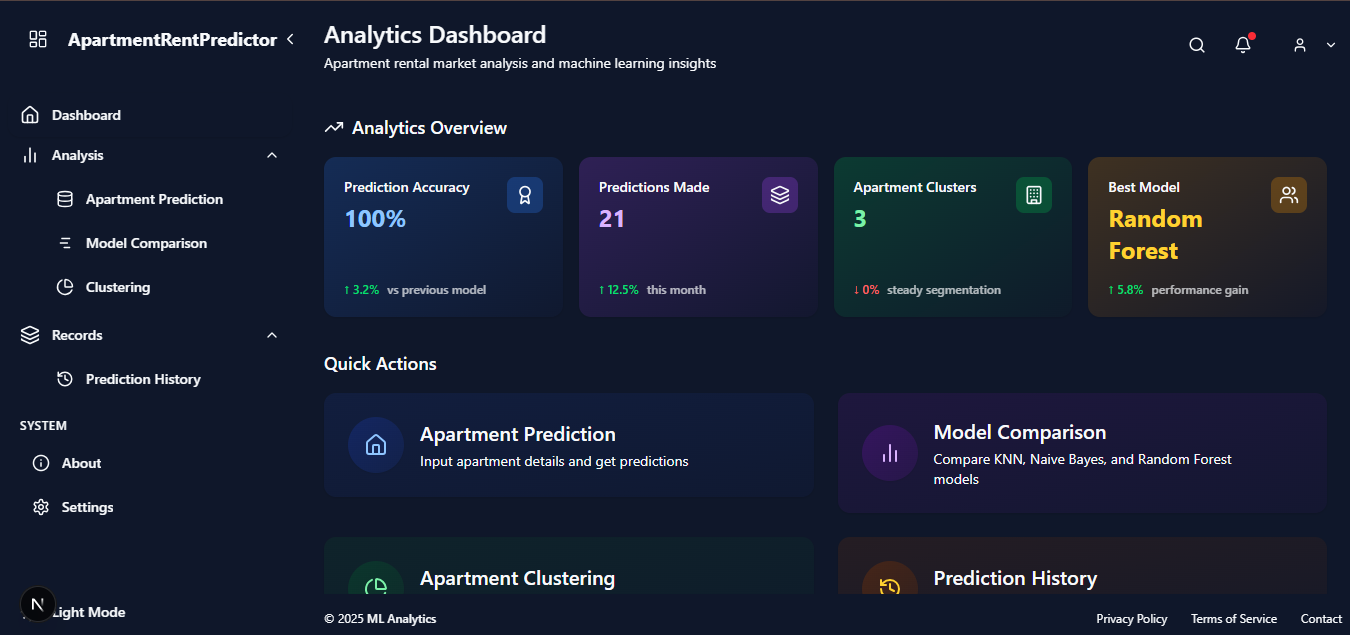 ApartmentRentPredictor
Dashboard
Analysis
Apartment Prediction
Model Comparison
Clustering
Records
Prediction History
SYSTEM
About
Settings
N
Light Mode
Analytics Dashboard
Apartment rental market analysis and machine learning insights
Analytics Overview
Prediction Accuracy
100%
↑ 3.2% vs previous model
Predictions Made
21
↑ 12.5% this month
Apartment Clusters
3
↓ 0% steady segmentation
Best Model
Random
Forest
↑ 5.8% performance gain
Quick Actions
Apartment Prediction
Input apartment details and get predictions
Model Comparison
Compare KNN, Naive Bayes, and Random Forest
models
Apartment Clustering
Prediction History
© 2025 ML Analytics
Privacy Policy Terms of Service Contact